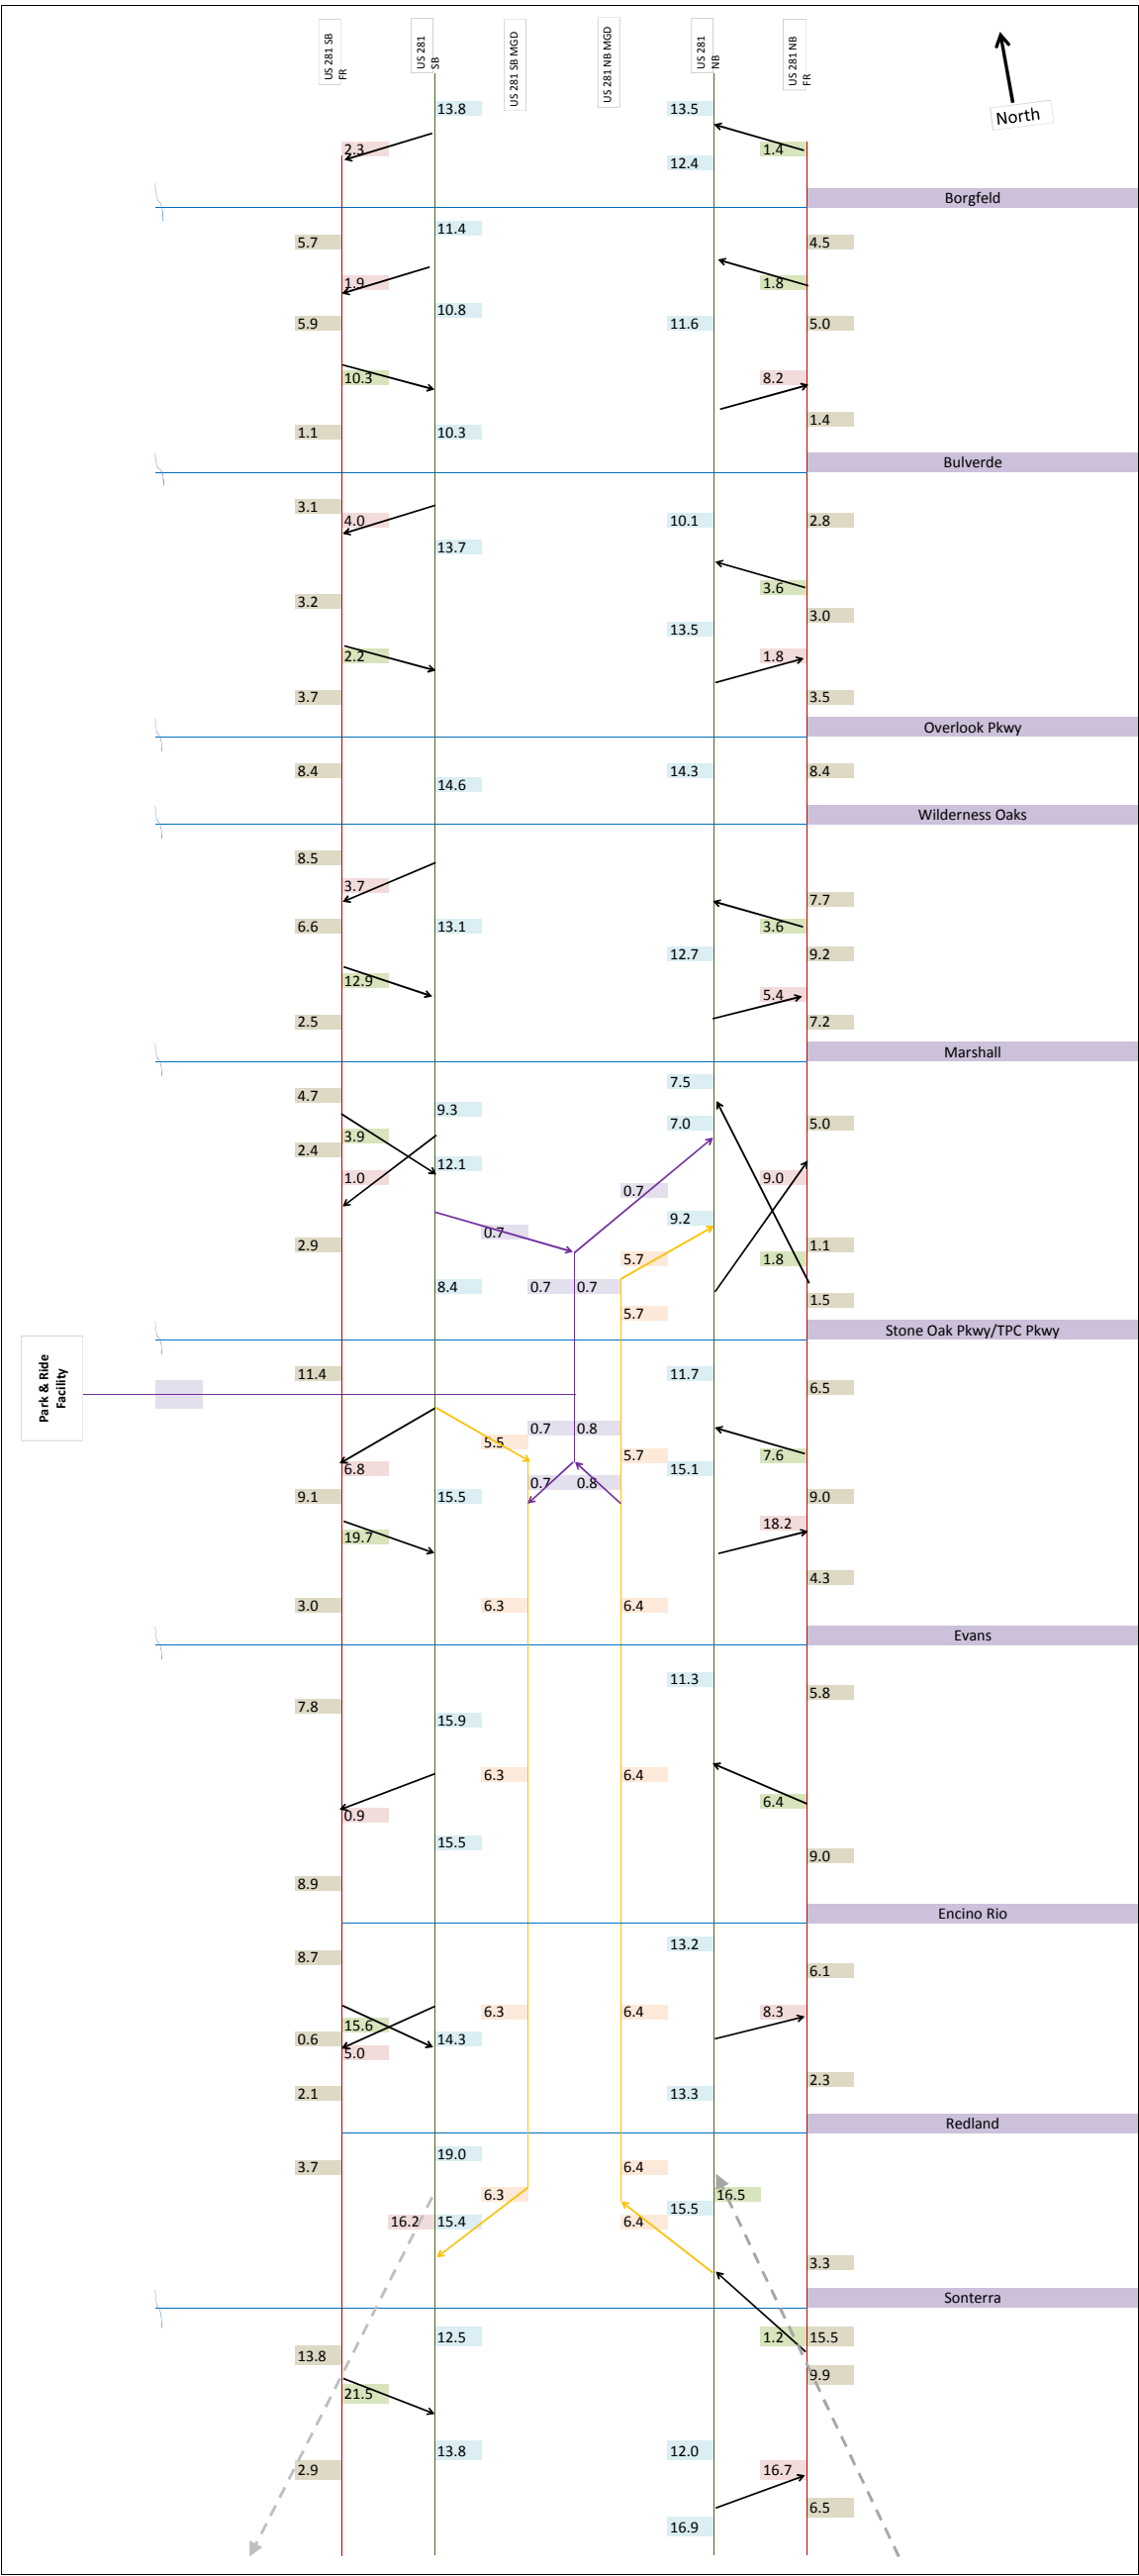 US 281 SB
FR
US 281
SB
US 281 SB MGD
US 281 NB MGD
US 281
NB
US 281 NB
FR
North
13.8 13.5
2.3 1.4
12.4
Borgfeld
11.4
5.7 4.5
1.9 1.8
10.8
5.9 11.6 5.0
10.3 8.2
1.4
1.1 10.3
Bulverde
3.1
4.0 10.1 2.8
13.7
3.6
3.2 3.0
13.5
2.2 1.8
3.7 3.5
Overlook Pkwy
8.4 14.3 8.4
14.6
Wilderness Oaks
8.5
3.7 7.7
6.6 13.1 3.6
12.7 9.2
12.9 5.4
2.5 7.2
Marshall
7.5
4.7
9.3 7.0 5.0
3.9
2.4 12.1
1.0 9.0
0.7
9.2
0.7
2.9 1.1
5.7 1.8
8.4 0.7 0.7
1.5
5.7
Stone Oak Pkwy/TPC Pkwy
Park & Ride
Facility
11.4 11.7
6.5
0.7 0.8
5.5
5.7 7.6
6.8 15.1
0.7 0.8
9.1 15.5 9.0
18.2
19.7
4.3
3.0 6.3 6.4
Evans
11.3
5.8
7.8
15.9
6.3 6.4
6.4
0.9
15.5
9.0
8.9
Encino Rio
13.2
8.7
6.1
6.3 6.4 8.3
15.6
0.6 14.3
5.0
2.3
2.1 13.3
Redland
19.0
3.7 6.4
6.3 16.5
15.5
16.2 15.4 6.4
3.3
Sonterra
12.5 1.2 15.5
13.8
9.9
21.5
13.8 12.0
2.9 16.7
6.5
16.9